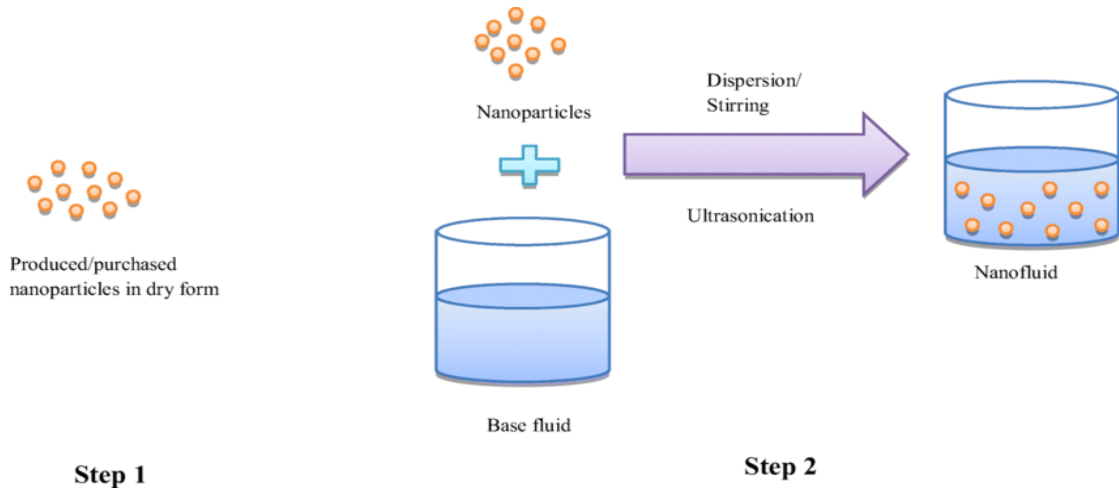 Produced/purchased
nanoparticles in dry form
Step 1
Nanoparticles
Base fluid
Dispersion/
Stirring
Ultrasonication
Nanofluid
Step 2